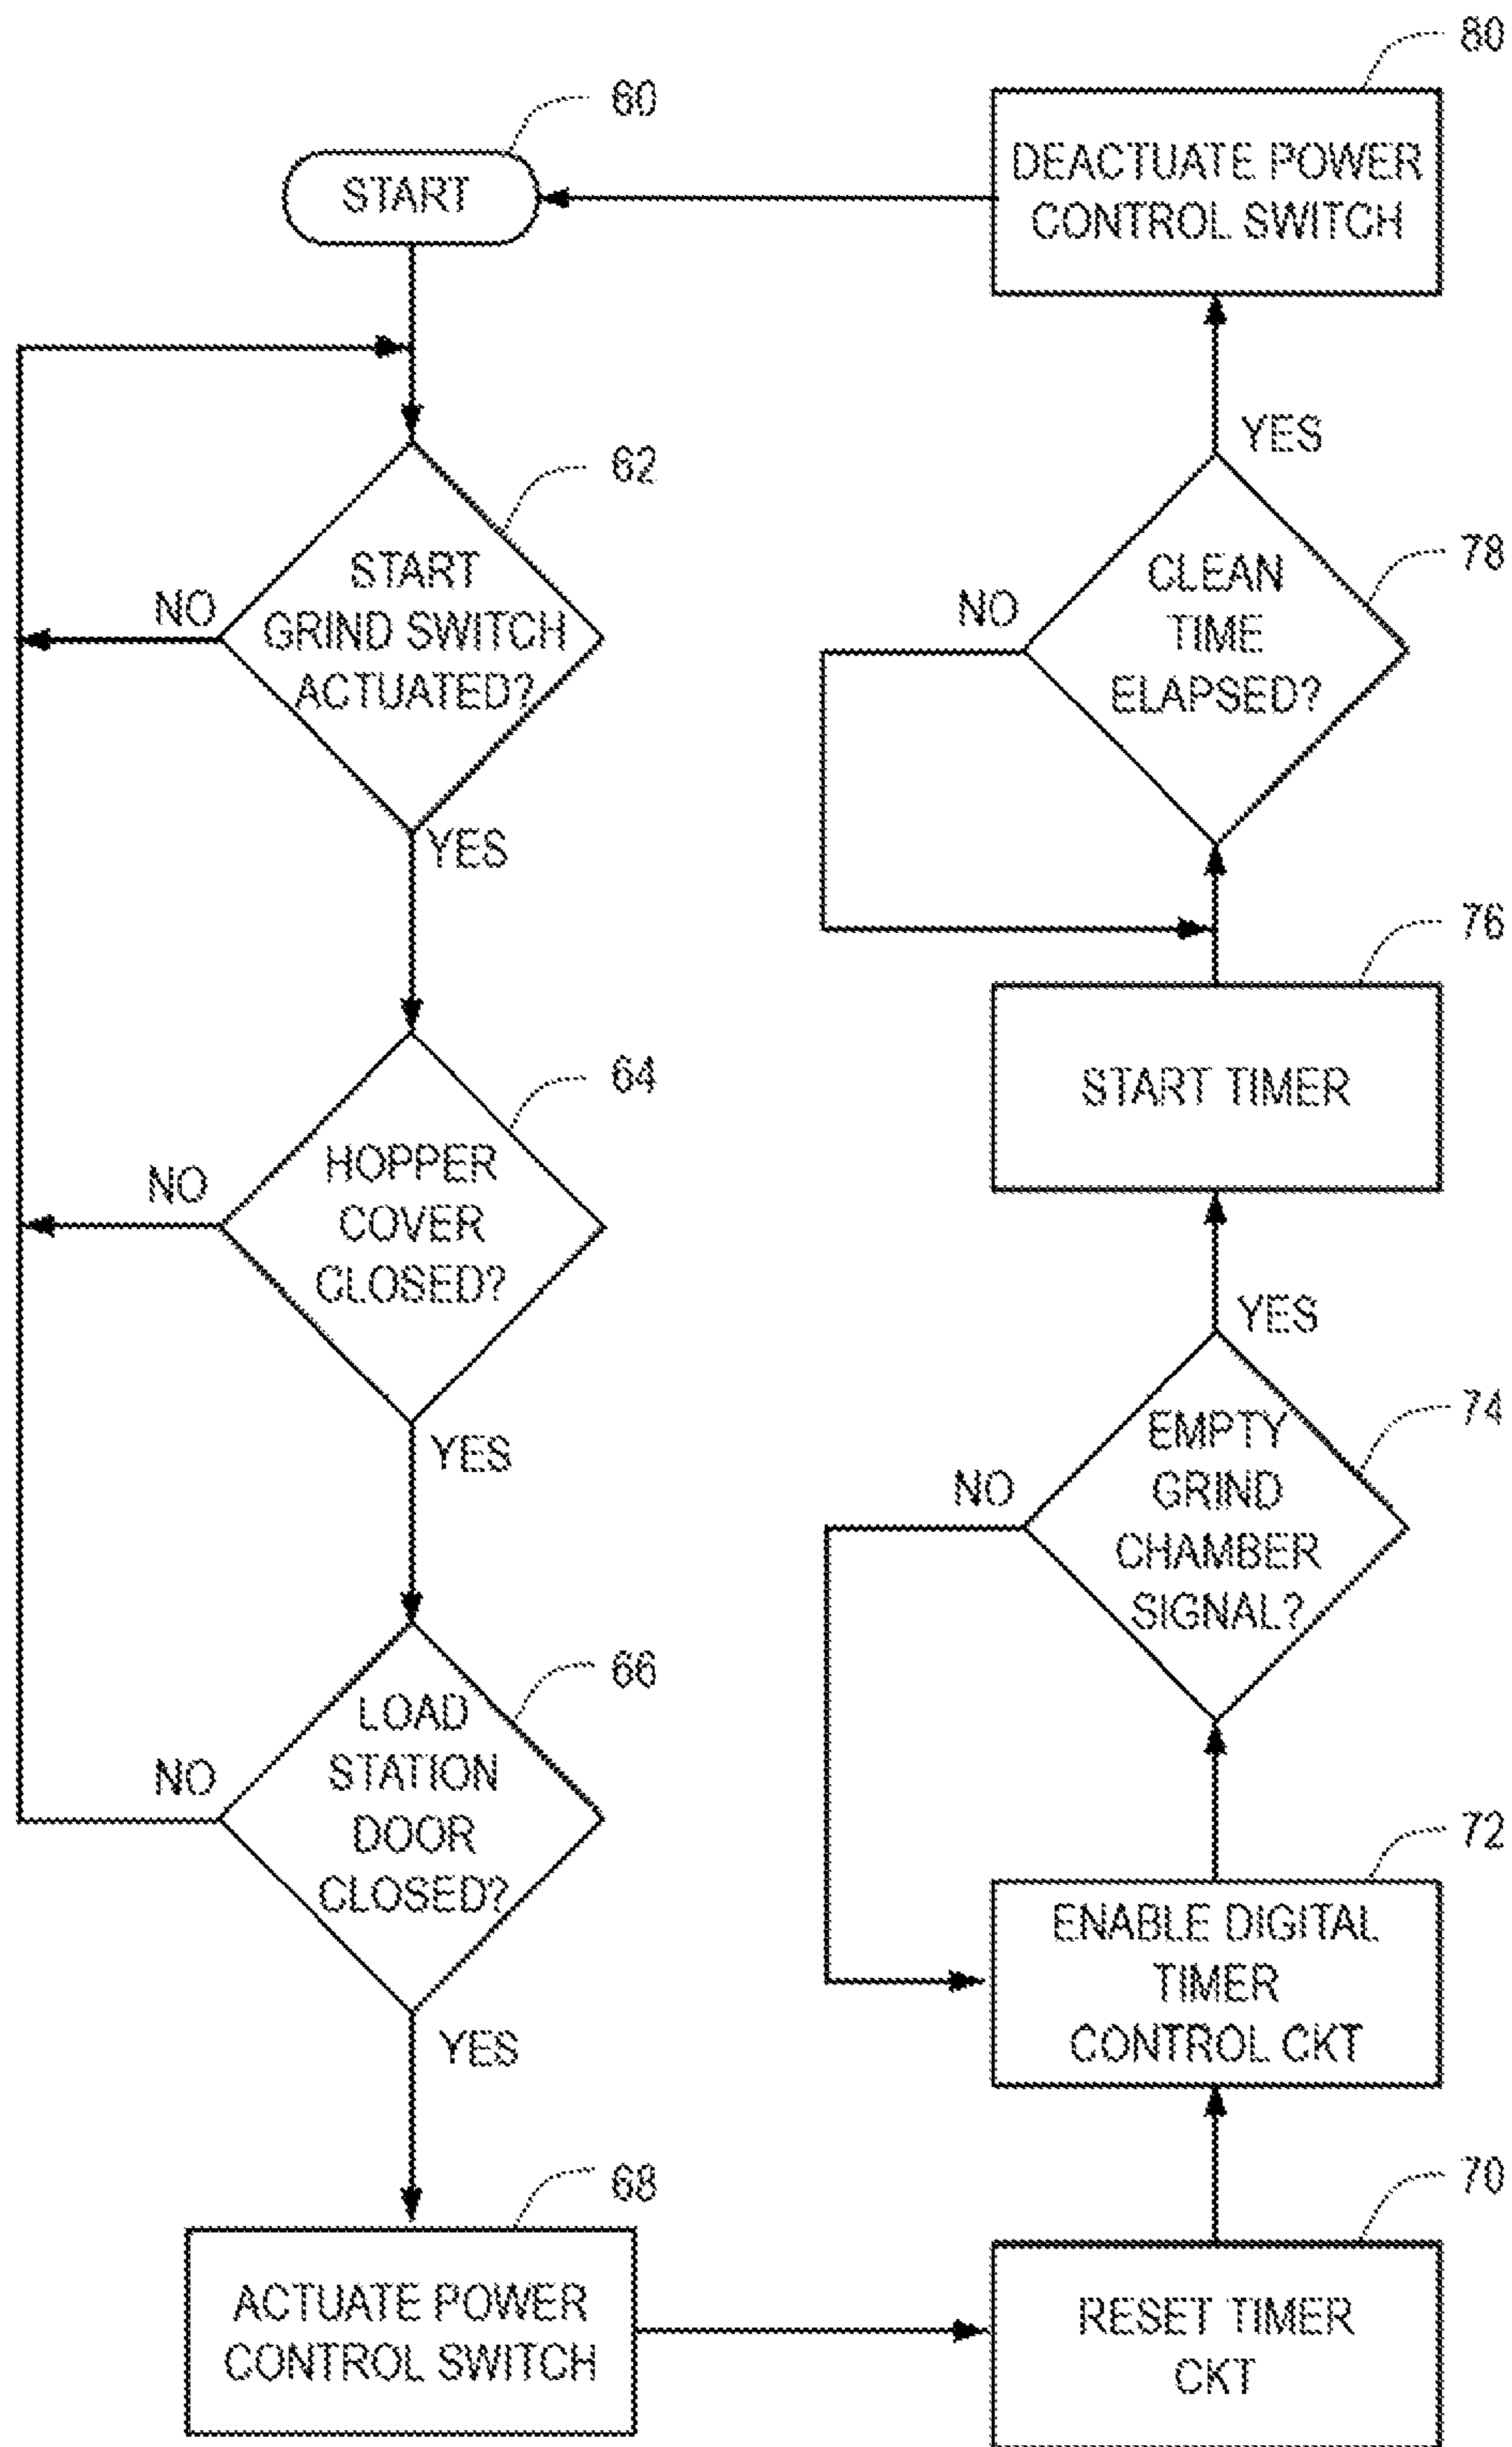 60
START
62
START
GRIND SWITCH
ACTUATED?
NO
YES
64
HOPPER
COVER
CLOSED?
NO
YES
66
LOAD
STATION
DOOR
CLOSED?
NO
YES
68
ACTUATE POWER
CONTROL SWITCH
70
RESET TIMER
CKT
72
ENABLE DIGITAL
TIMER
CONTROL CKT
74
EMPTY
GRIND
CHAMBER
SIGNAL?
NO
YES
76
START TIMER
78
CLEAN
TIME
ELAPSED?
NO
YES
80
DEACTUATE POWER
CONTROL SWITCH